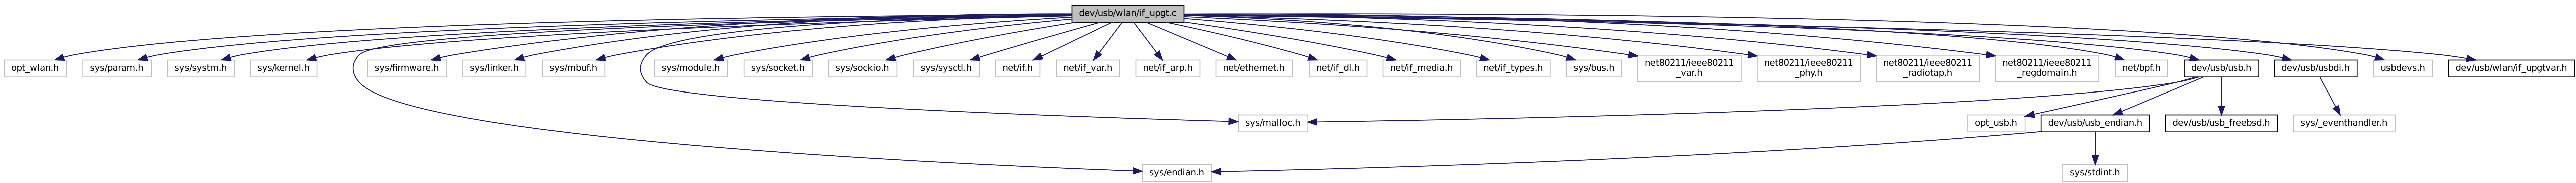 dev/usb/wlan/if_upgt.c
opt_wlan.h
sys/param.h
sys/systm.h
sys/kernel.h
sys/firmware.h
sys/linker.h
sys/mbuf.h
sys/module.h
sys/socket.h
sys/sockio.h
sys/sysctl.h
net/if.h
net/if_var.h
net/if_arp.h
net/ethernet.h
net/if_dl.h
net/if_media.h
net/if_types.h
sys/bus.h
net80211/ieee80211
_var.h
net80211/ieee80211
_phy.h
net80211/ieee80211
_radiotap.h
net80211/ieee80211
_regdomain.h
net/bpf.h
dev/usb/usb.h
dev/usb/usbdi.h
usbdevs.h
dev/usb/wlan/if_upgtvar.h
sys/malloc.h
opt_usb.h
dev/usb/usb_endian.h
dev/usb/usb_freebsd.h
sys/_eventhandler.h
sys/endian.h
sys/stdint.h